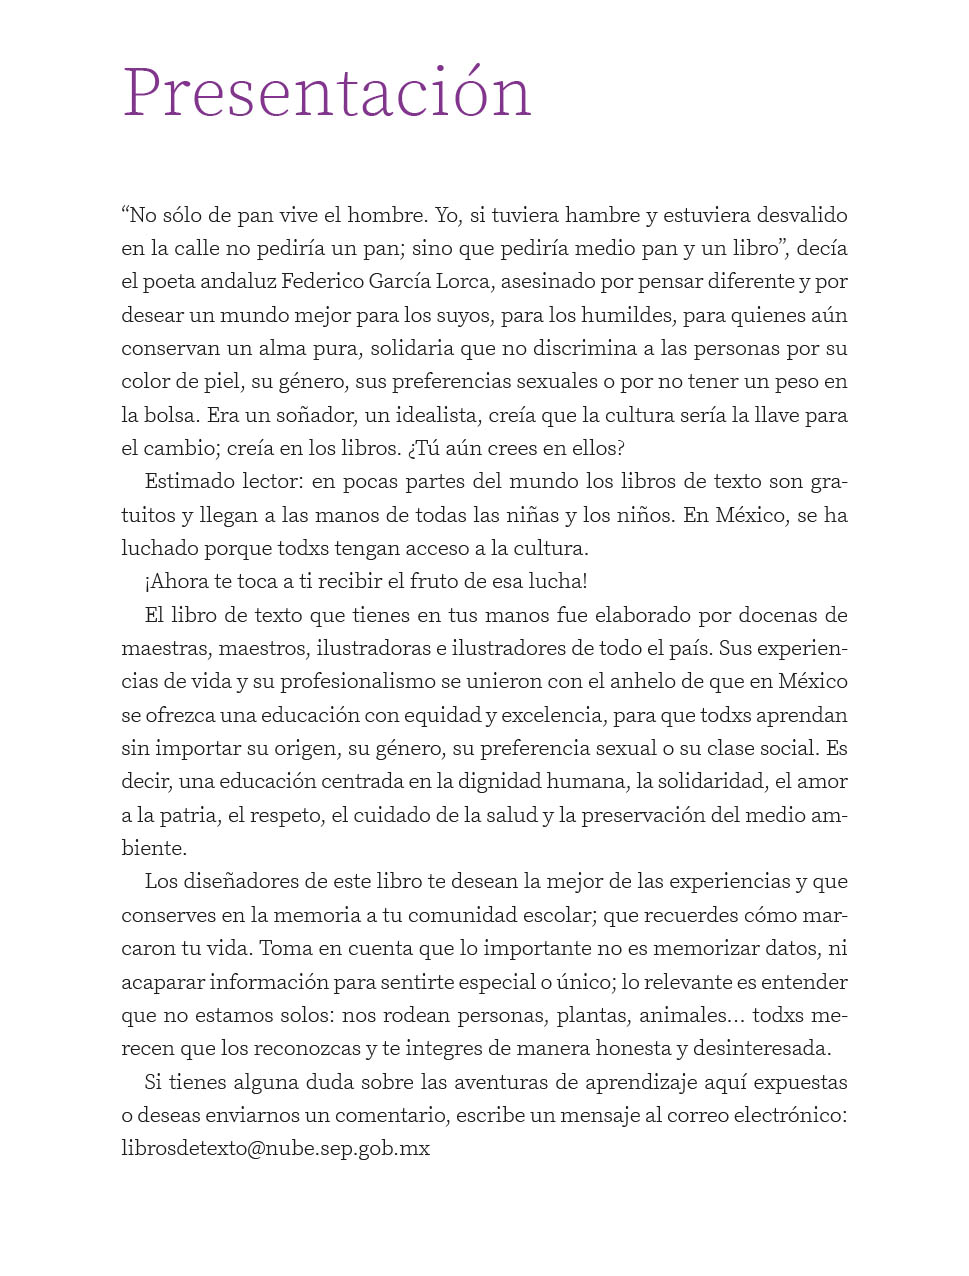 Presentación
“No sólo de pan vive el hombre. Yo, si tuviera hambre y estuviera desvalido
en la calle no pediría un pan; sino que pediría medio pan y un libro”, decía
el poeta andaluz Federico García Lorca, asesinado por pensar diferente y por
desear un mundo mejor para los suyos, para los humildes, para quienes aún
conservan un alma pura, solidaria que no discrimina a las personas por su
color de piel, su género, sus preferencias sexuales o por no tener un peso en
la bolsa. Era un soñador, un idealista, creía que la cultura sería la llave para
el cambio; creía en los libros. ¿Tú aún crees en ellos?
Estimado lector: en pocas partes del mundo los libros de texto son gra-
tuitos y llegan a las manos de todas las niñas y los niños. En México, se ha
luchado porque todxs tengan acceso a la cultura.
¡Ahora te toca a ti recibir el fruto de esa lucha!
El libro de texto que tienes en tus manos fue elaborado por docenas de
maestras, maestros, ilustradoras e ilustradores de todo el país. Sus experien-
cias de vida y su profesionalismo se unieron con el anhelo de que en México
se ofrezca una educación con equidad y excelencia, para que todxs aprendan
sin importar su origen, su género, su preferencia sexual o su clase social. Es
decir, una educación centrada en la dignidad humana, la solidaridad, el amor
a la patria, el respeto, el cuidado de la salud y la preservación del medio am-
biente.
Los diseñadores de este libro te desean la mejor de las experiencias y que
conserves en la memoria a tu comunidad escolar; que recuerdes cómo mar-
caron tu vida. Toma en cuenta que lo importante no es memorizar datos, ni
acaparar información para sentirte especial o único; lo relevante es entender
que no estamos solos: nos rodean personas, plantas, animales... todxs me-
recen que los reconozcas y te integres de manera honesta y desinteresada.
Si tienes alguna duda sobre las aventuras de aprendizaje aquí expuestas
o deseas enviarnos un comentario, escribe un mensaje al correo electrónico:
librosdetexto@nube.sep.gob.mx